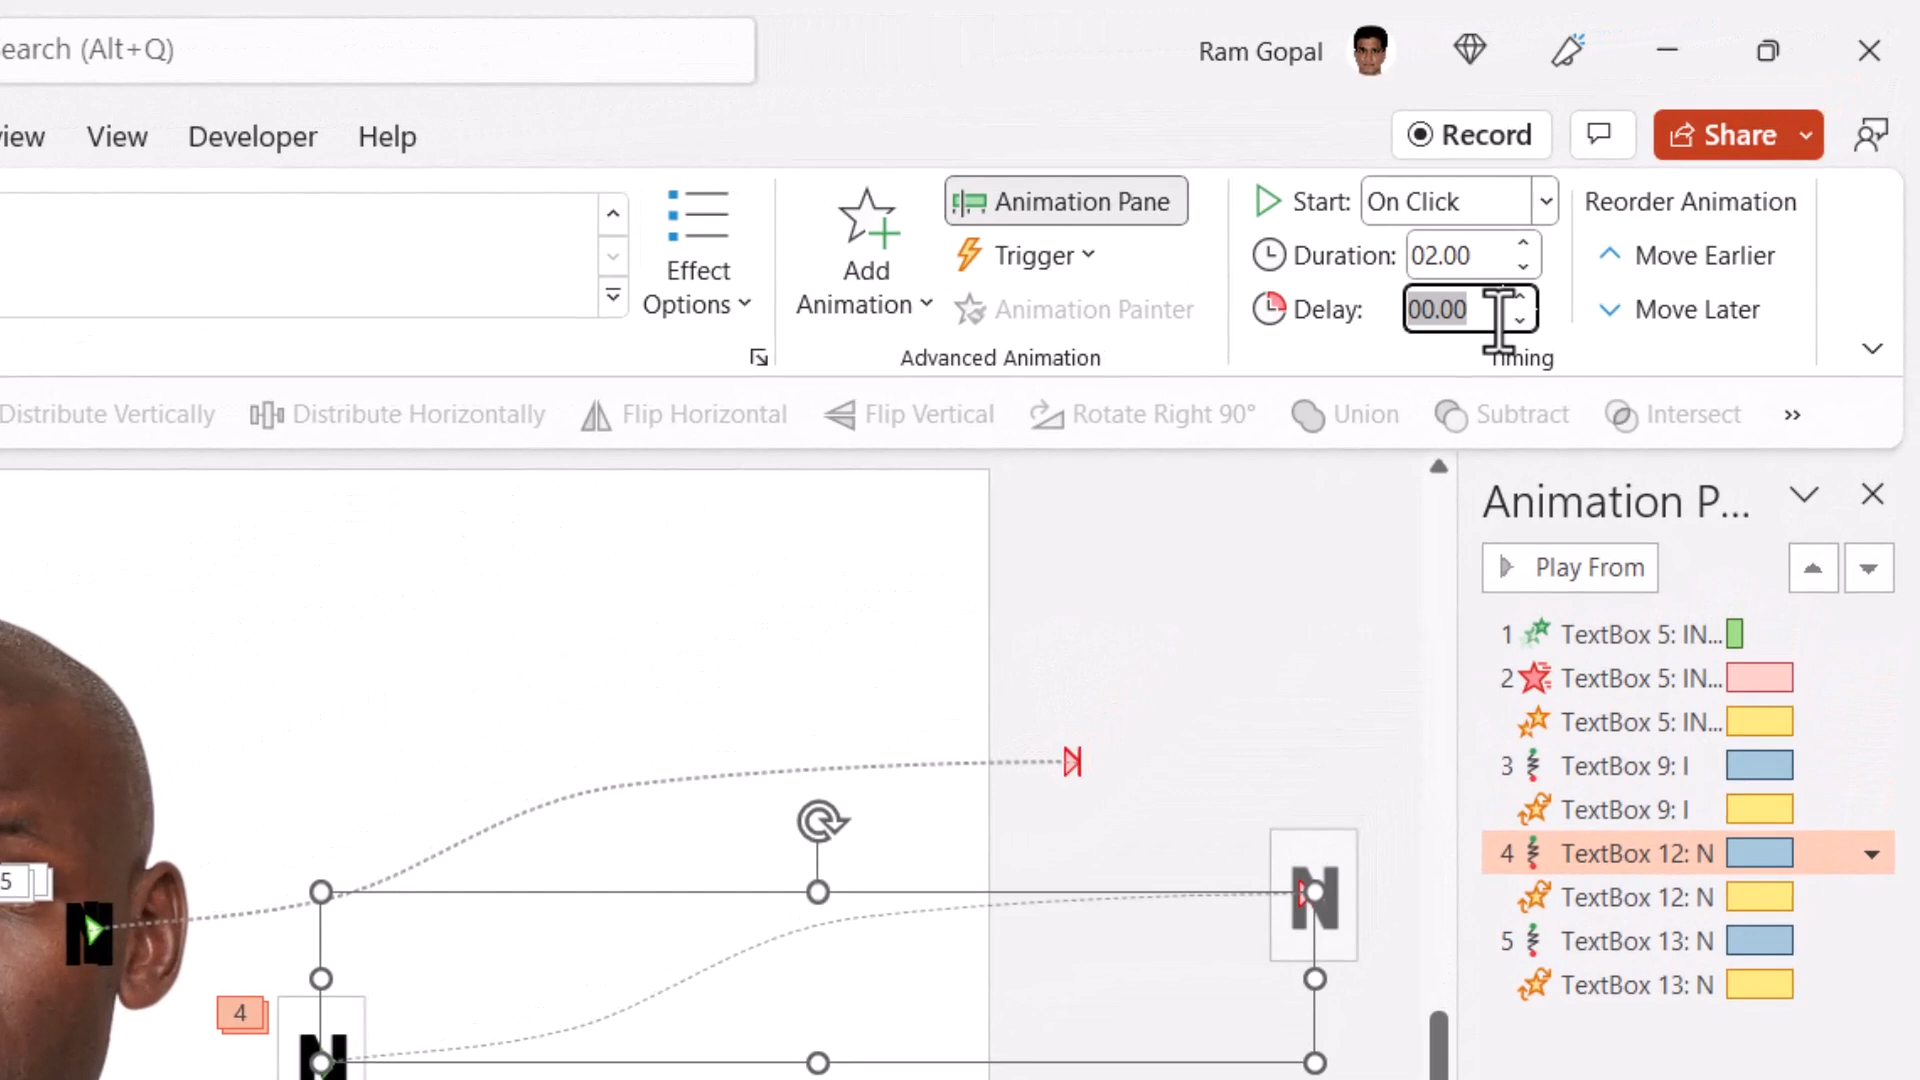 earch (Alt+Q)
Ram Gopal
iew View Developer Help
Record
Share
Effect Options
Add Animation
Animation Pane
Trigger
Animation Painter
Advanced Animation
Start: On Click
Duration: 02.00
Delay: 00.00
Timing
Reorder Animation
Move Earlier
Move Later
Distribute Vertically Distribute Horizontally Flip Horizontal Flip Vertical Rotate Right 90° Union Subtract Intersect »
Animation P...
Play From
1 TextBox 5: IN...
2 TextBox 5: IN...
TextBox 5: IN...
3 TextBox 9: I
TextBox 9: I
4 TextBox 12: N
TextBox 12: N
5 TextBox 13: N
TextBox 13: N
5
N
N
4
N